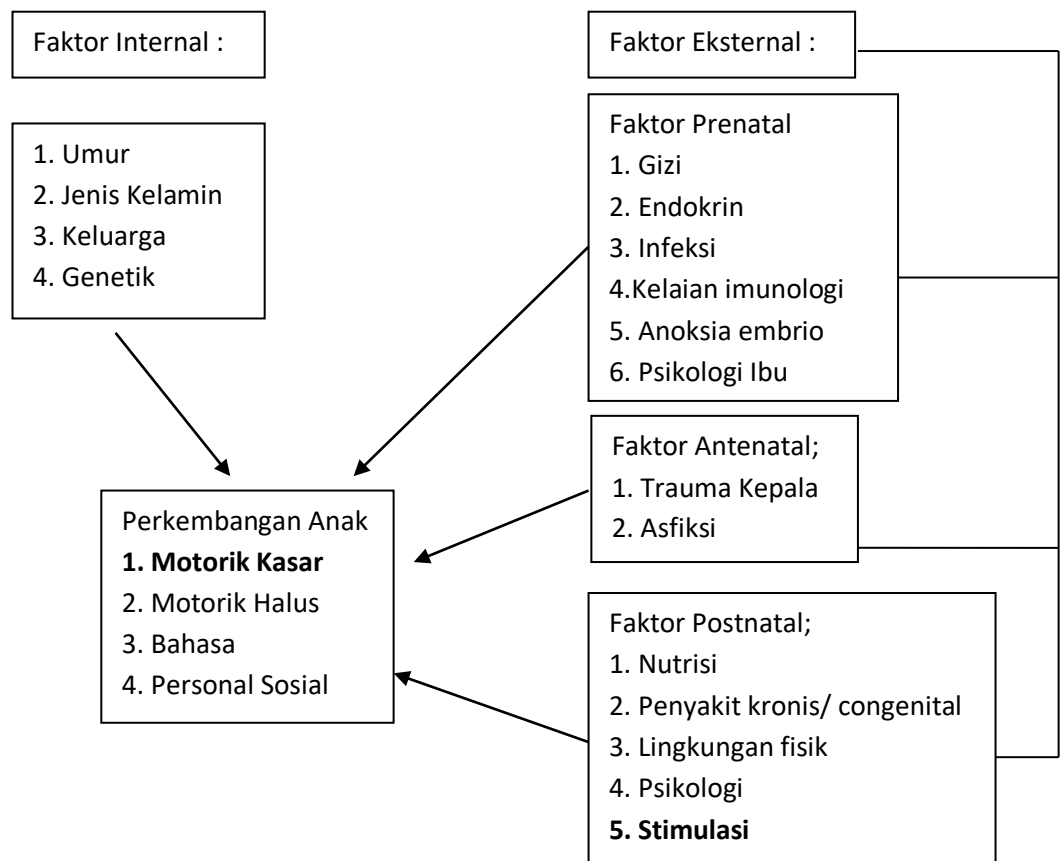 Faktor Internal :
1. Umur
2. Jenis Kelamin
3. Keluarga
4. Genetik
Faktor Eksternal :
Faktor Prenatal
1. Gizi
2. Endokrin
3. Infeksi
4.Kelaian imunologi
5. Anoksia embrio
6. Psikologi Ibu
Faktor Antenatal;
1. Trauma Kepala
2. Asfiksi
Perkembangan Anak
1. Motorik Kasar
2. Motorik Halus
3. Bahasa
4. Personal Sosial
Faktor Postnatal;
1. Nutrisi
2. Penyakit kronis/ congenital
3. Lingkungan fisik
4. Psikologi
5. Stimulasi